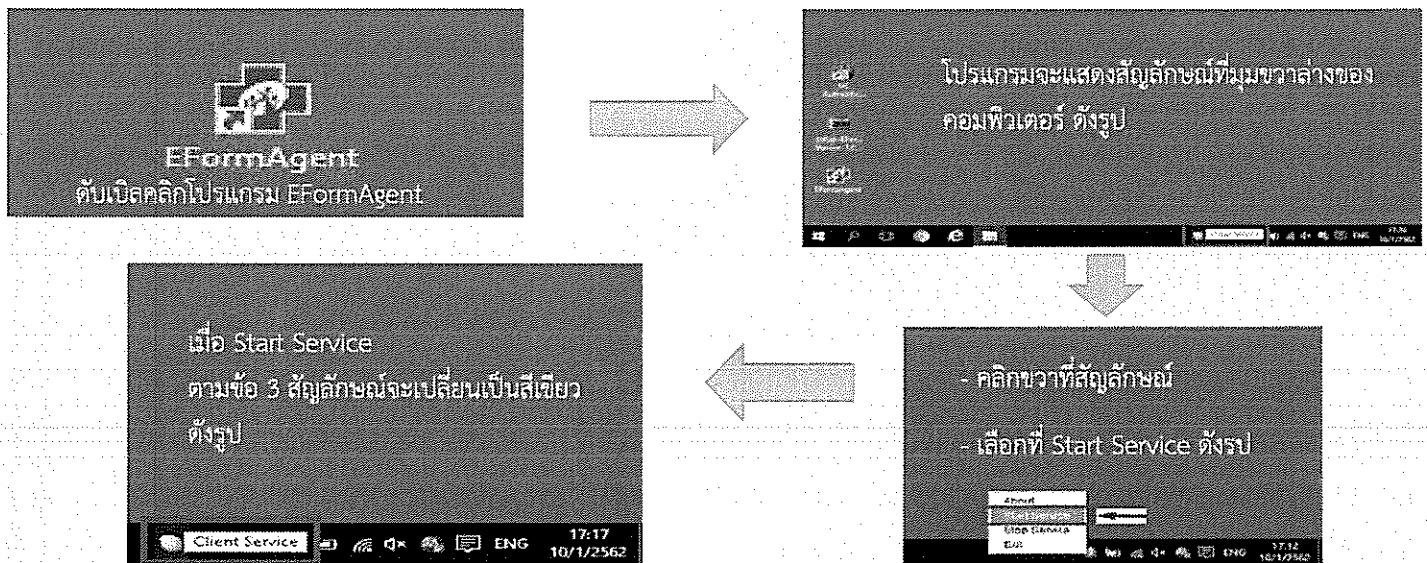 EFormAgent
ดับเบิลคลิกโปรแกรม EFormAgent
โปรแกรมจะแสดงสัญลักษณ์ที่มุมขวาล่างของ
คอมพิวเตอร์ ดังรูป
- คลิกขวาที่สัญลักษณ์
- เลือกที่ Start Service ดังรูป
About
Start Service
Stop Service
Exit
ENG
17:12
10/1/2562
เมื่อ Start Service
ตามข้อ 3 สัญลักษณ์จะเปลี่ยนเป็นสีเขียว
ดังรูป
Client Service
ENG
17:17
10/1/2562